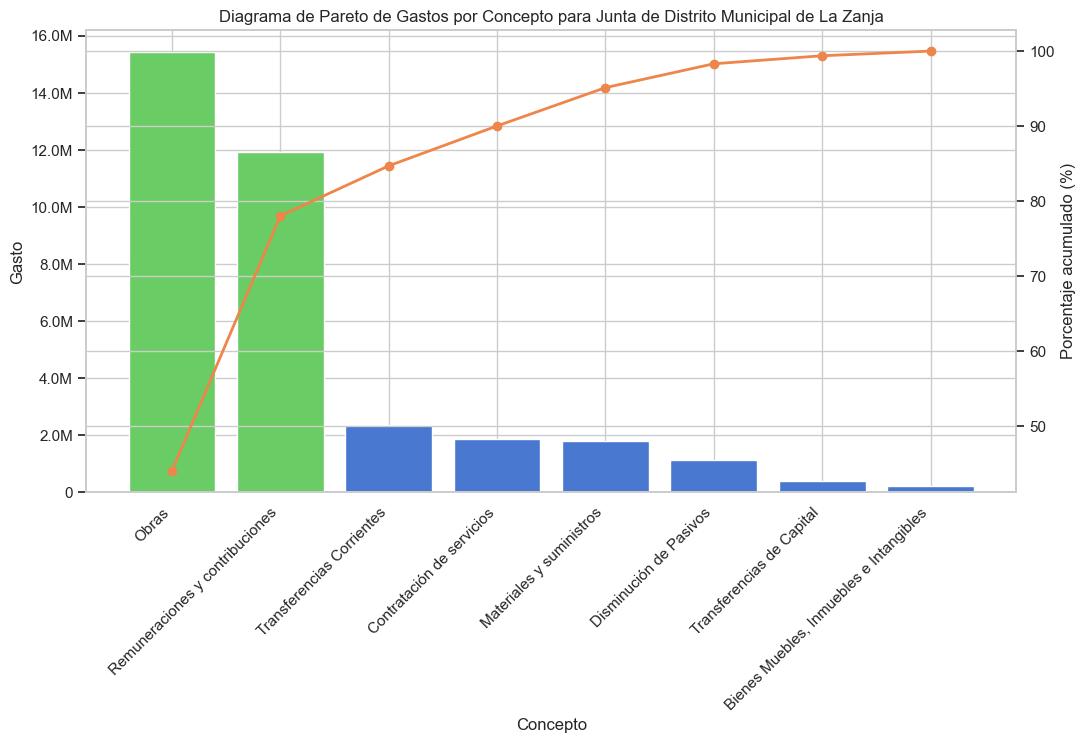 Diagrama de Pareto de Gastos por Concepto para Junta de Distrito Municipal de La Zanja
16.0M
14.0M
12.0M
10.0M
8.0M
6.0M
4.0M
2.0M
0
Gasto
100
90
80
70
60
50
Porcentaje acumulado (%)
Obras
Remuneraciones y contribuciones
Transferencias Corrientes
Contratación de servicios
Materiales y suministros
Disminución de Pasivos
Transferencias de Capital
Bienes Muebles, Inmuebles e Intangibles
Concepto